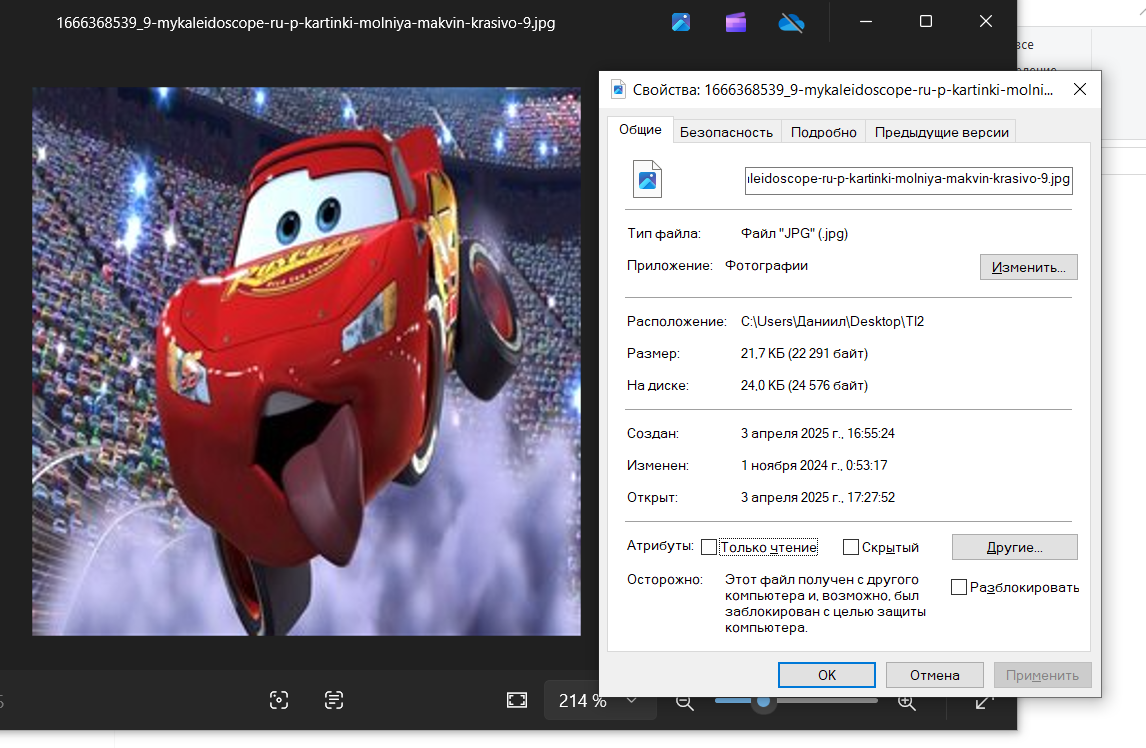 1666368539_9-mykaleidoscope-ru-p-kartinki-molniya-makvin-krasivo-9.jpg
все
Свойства: 1666368539_9-mykaleidoscope-ru-p-kartinki-molni...
Общие
Безопасность
Подробно
Предыдущие версии
leidoscope-ru-p-kartinki-molniya-makvin-krasivo-9.jpg
Тип файла: Файл "JPG" (.jpg)
Приложение: Фотографии
Изменить...
Расположение: C:\Users\Даниил\Desktop\TI2
Размер: 21,7 КБ (22 291 байт)
На диске: 24,0 КБ (24 576 байт)
Создан: 3 апреля 2025 г., 16:55:24
Изменен: 1 ноября 2024 г., 0:53:17
Открыт: 3 апреля 2025 г., 17:27:52
Атрибуты: Только чтение Скрытый Другие...
Осторожно: Этот файл получен с другого
компьютера и, возможно, был
заблокирован с целью защиты
компьютера.
Разблокировать
OK
Отмена
Применить
214 %
Rusteze